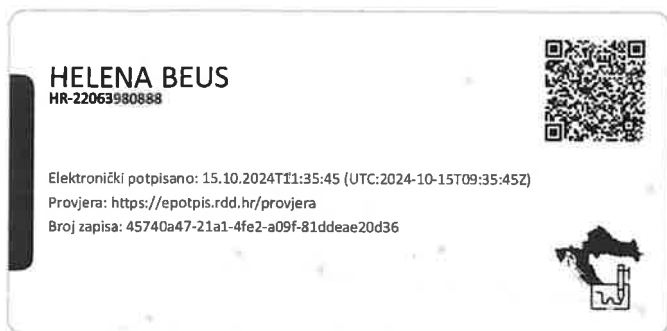 HELENA BEUS
HR-22063980888
Elektronički potpisano: 15.10.2024T11:35:45 (UTC:2024-10-15T09:35:45Z)
Provjera: https://epotpis.rdd.hr/provjera
Broj zapisa: 45740a47-21a1-4fe2-a09f-81ddeae20d36